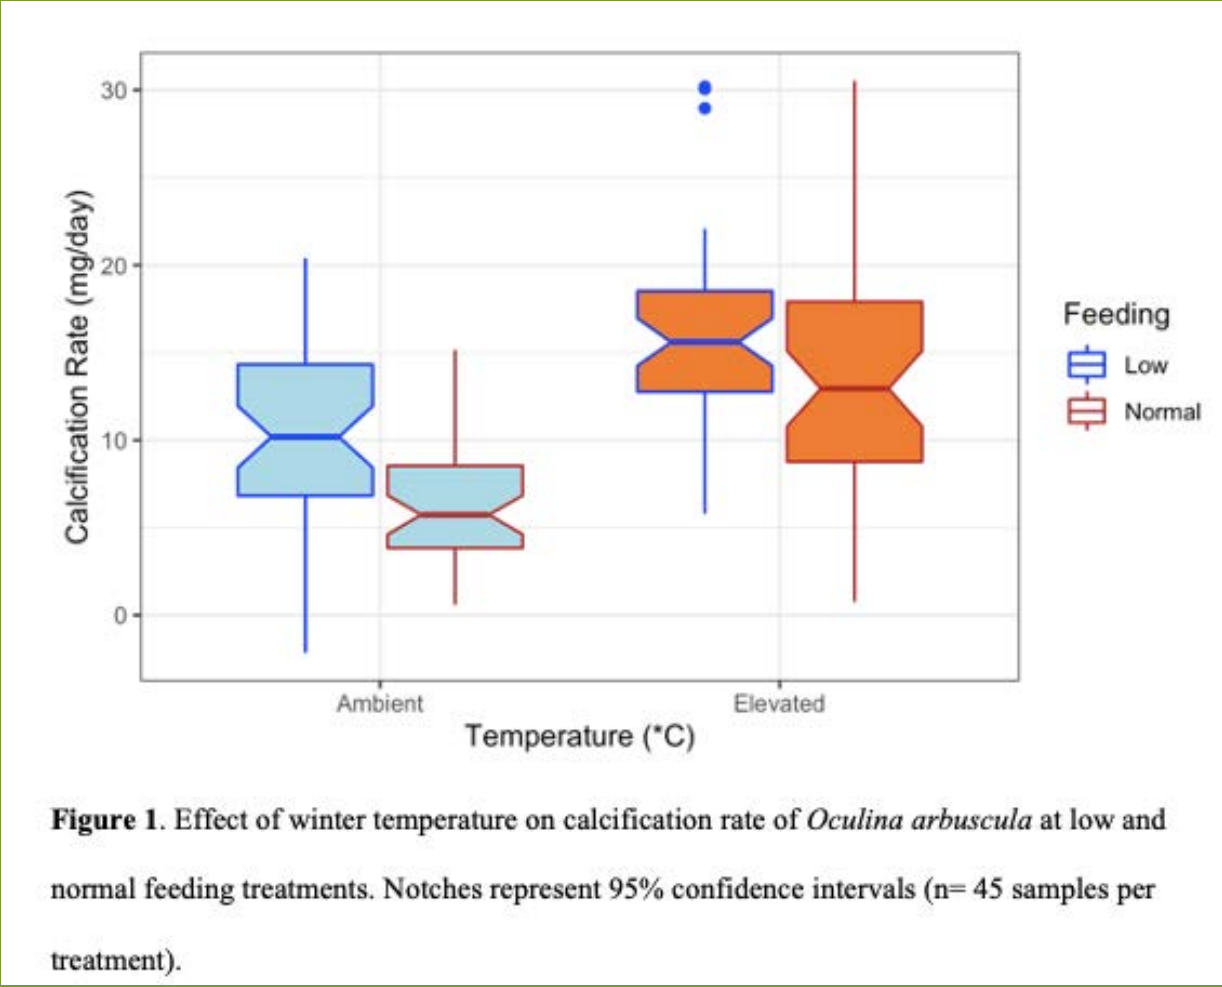 30
20
10
0
Calcification Rate (mg/day)
Ambient
Elevated
Temperature (*C)
Feeding
Low
Normal
Figure 1. Effect of winter temperature on calcification rate of Oculina arbuscula at low and
normal feeding treatments. Notches represent 95% confidence intervals (n= 45 samples per
treatment).